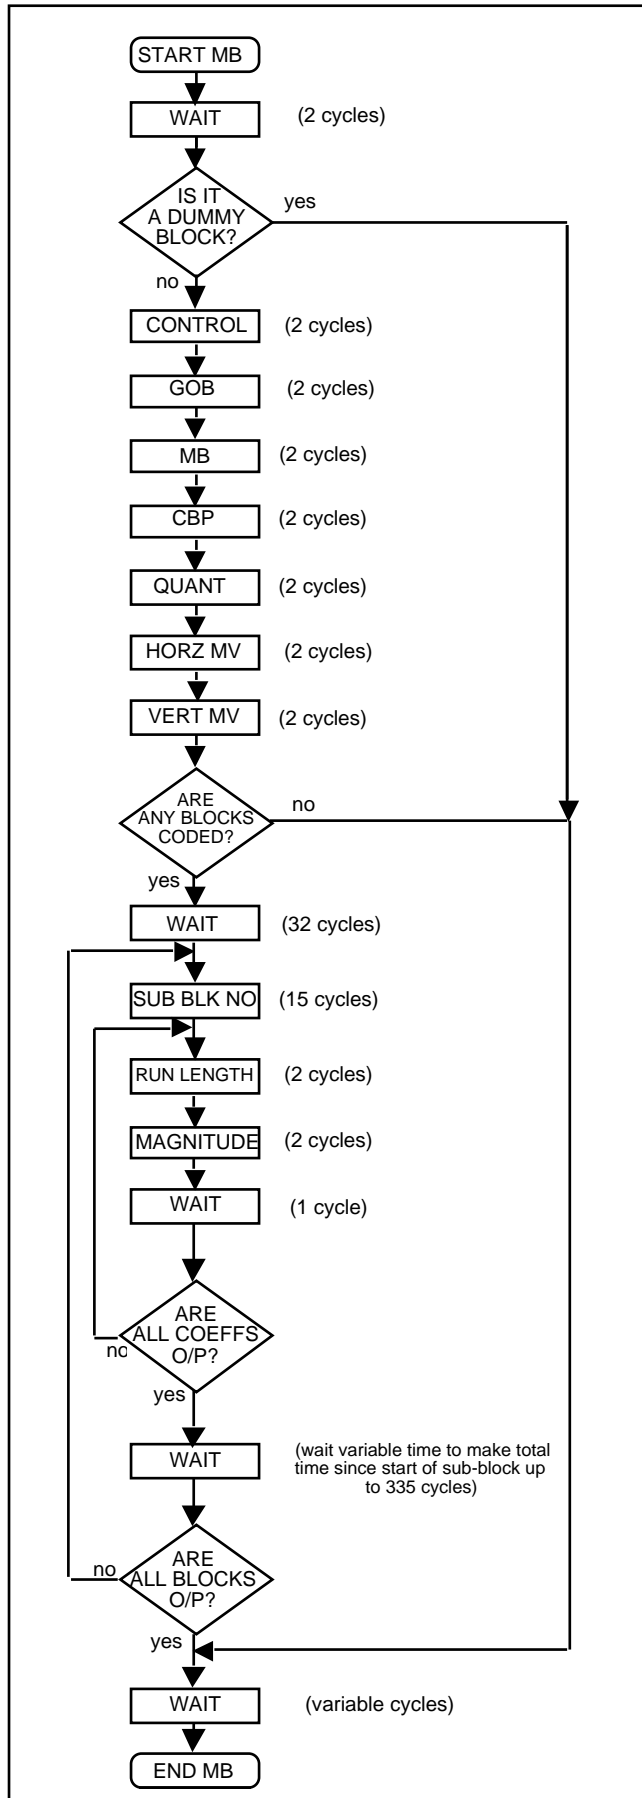 START MB
WAIT (2 cycles)
IS IT
A DUMMY
BLOCK?
yes
no
CONTROL (2 cycles)
GOB (2 cycles)
MB (2 cycles)
CBP (2 cycles)
QUANT (2 cycles)
HORZ MV (2 cycles)
VERT MV (2 cycles)
ARE
ANY BLOCKS
CODED?
no
yes
WAIT (32 cycles)
SUB BLK NO (15 cycles)
RUN LENGTH (2 cycles)
MAGNITUDE (2 cycles)
WAIT (1 cycle)
ARE
ALL COEFFS
O/P?
no
yes
WAIT
(wait variable time to make total
time since start of sub-block up
to 335 cycles)
ARE
ALL BLOCKS
O/P?
no
yes
WAIT (variable cycles)
END MB